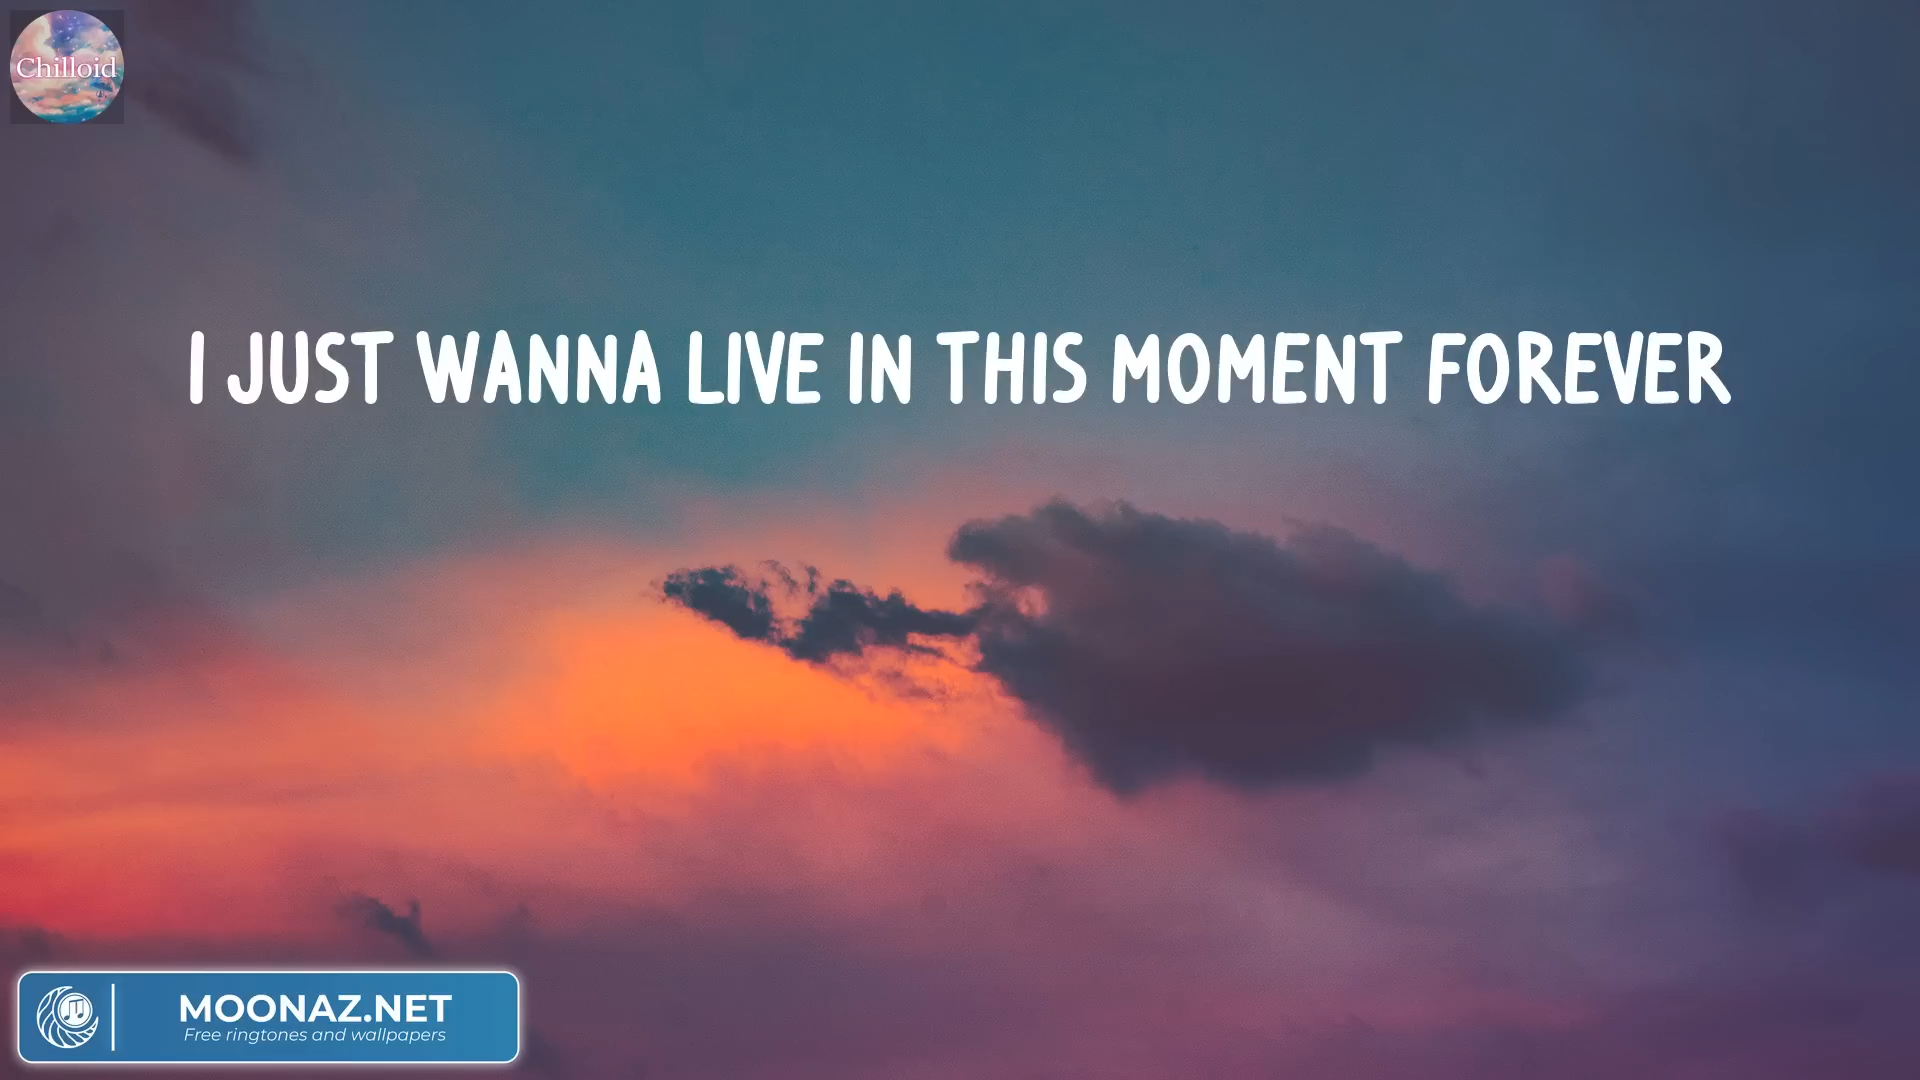 Chilloid
I JUST WANNA LIVE IN THIS MOMENT FOREVER
MOONAZ.NET
Free ringtones and wallpapers